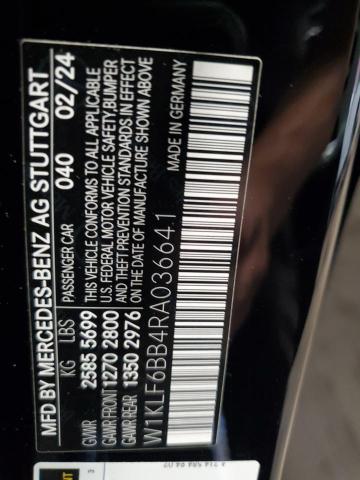 MFD BY MERCEDES-BENZ AG STUTTGART
PASSENGER CAR 040 02/24
KG LBS
GVWR 2585 5699
GAWR FRONT 1270 2800
GAWR REAR 1350 2976
THIS VEHICLE CONFORMS TO ALL APPLICABLE
U.S. FEDERAL MOTOR VEHICLE SAFETY,BUMPER
AND THEFT PREVENTION STANDARDS IN EFFECT
ON THE DATE OF MANUFACTURE SHOWN ABOVE
MADE IN GERMANY
W1KLF6BB4RA036641